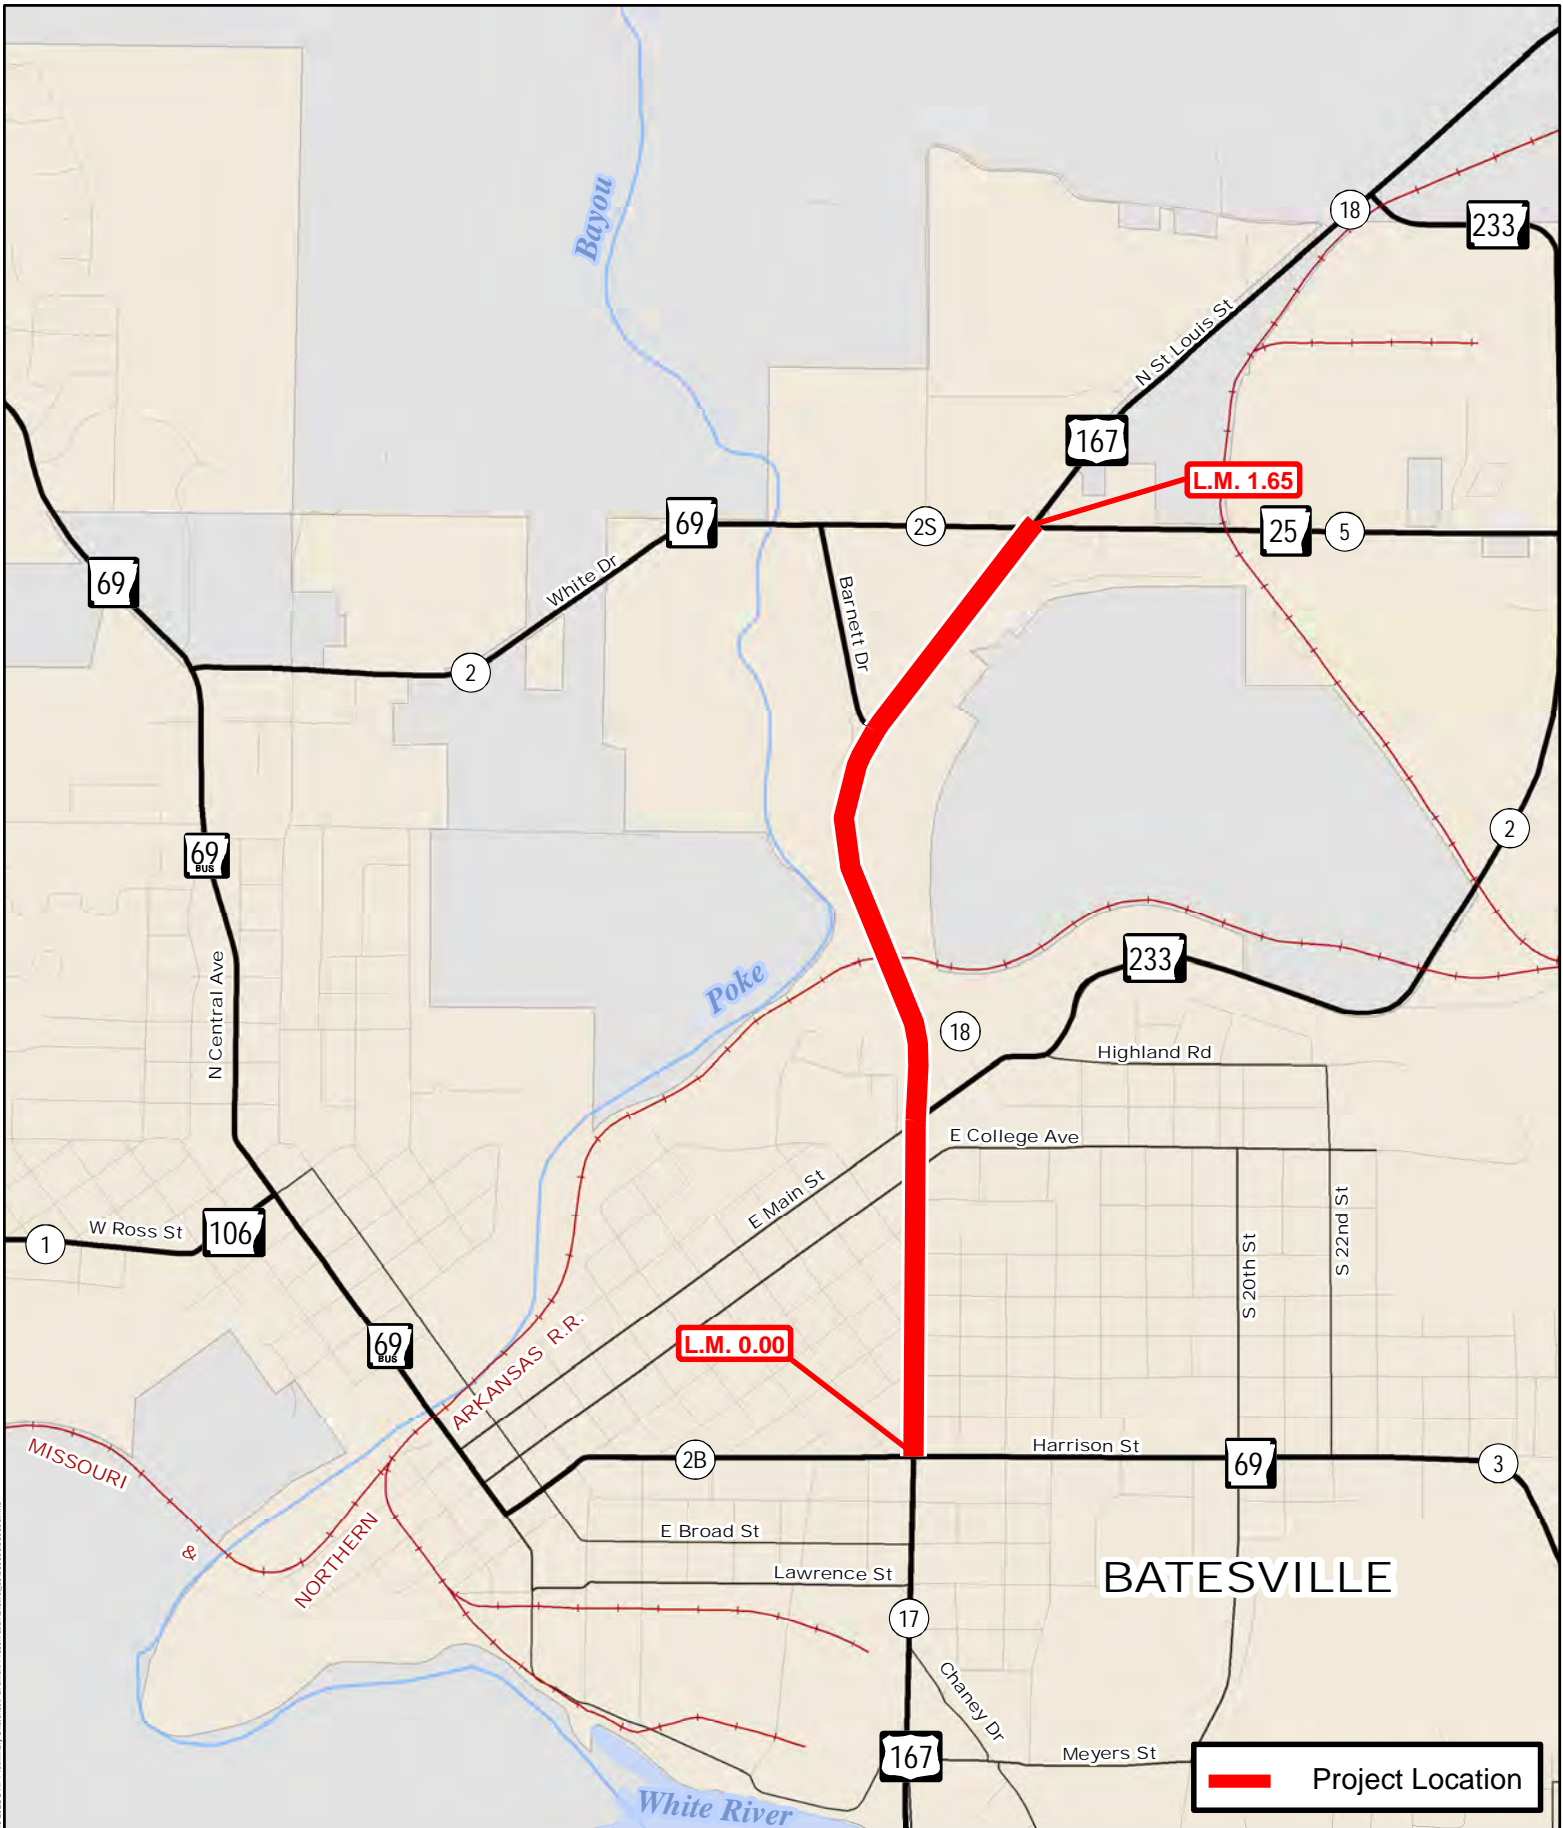 18
233
Bayou
N St Louis St
167
L.M. 1.65
69
2S
25
5
69
White Dr
Barnett Dr
2
2
69
BUS
N Central Ave
Poke
233
18
Highland Rd
E College Ave
E Main St
S 22nd St
W Ross St
106
1
S 20th St
69
BUS
ARKANSAS R.R.
L.M. 0.00
MISSOURI
&
NORTHERN
2B
Harrison St
69
3
E Broad St
Lawrence St
BATESVILLE
17
Chaney Dr
167
Meyers St
Project Location
White River